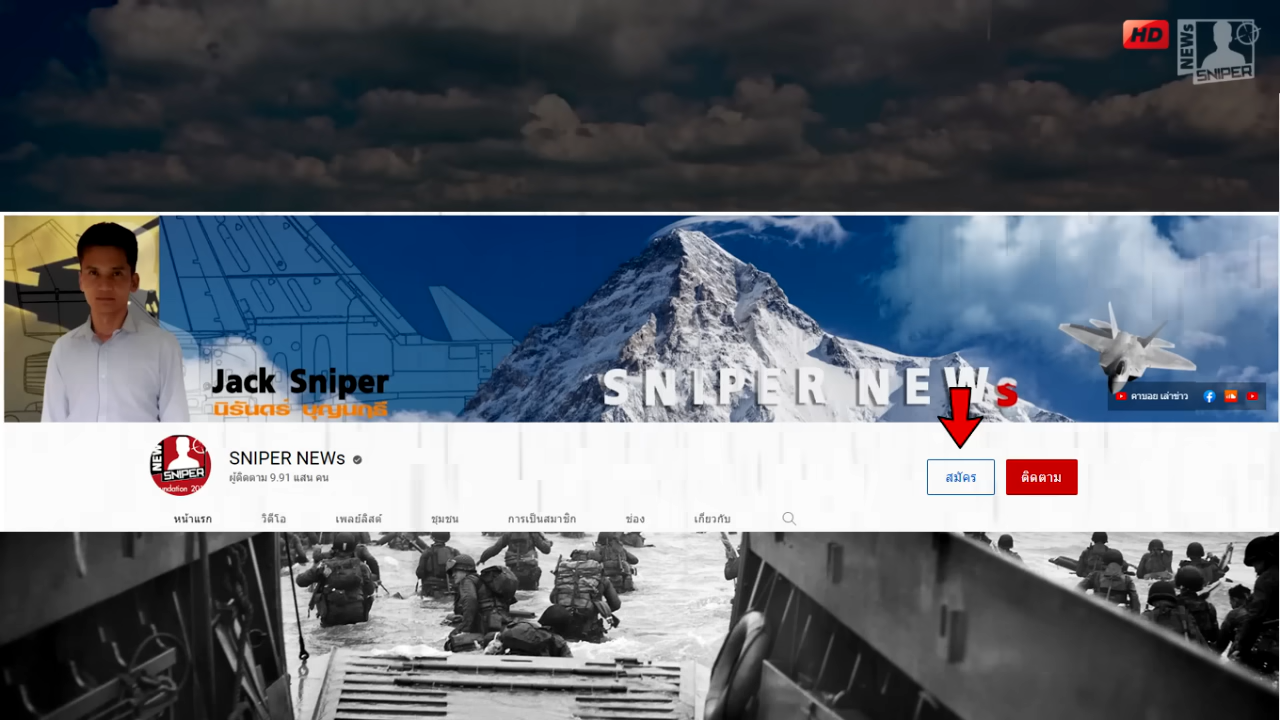 HD
NEWS
SNIPER
Jack Sniper
นิรันดร์ บุญมฤธิ์
SNIPER NEWs
คาบอย เล่าข่าว
NEW
SNIPER
SNIPER NEWs
ผู้ติดตาม 9.91 แสน คน
สมัคร
ติดตาม
หน้าแรก
วิดีโอ
เพลย์ลิสต์
ชุมชน
การเป็นสมาชิก
ช่อง
เกี่ยวกับ